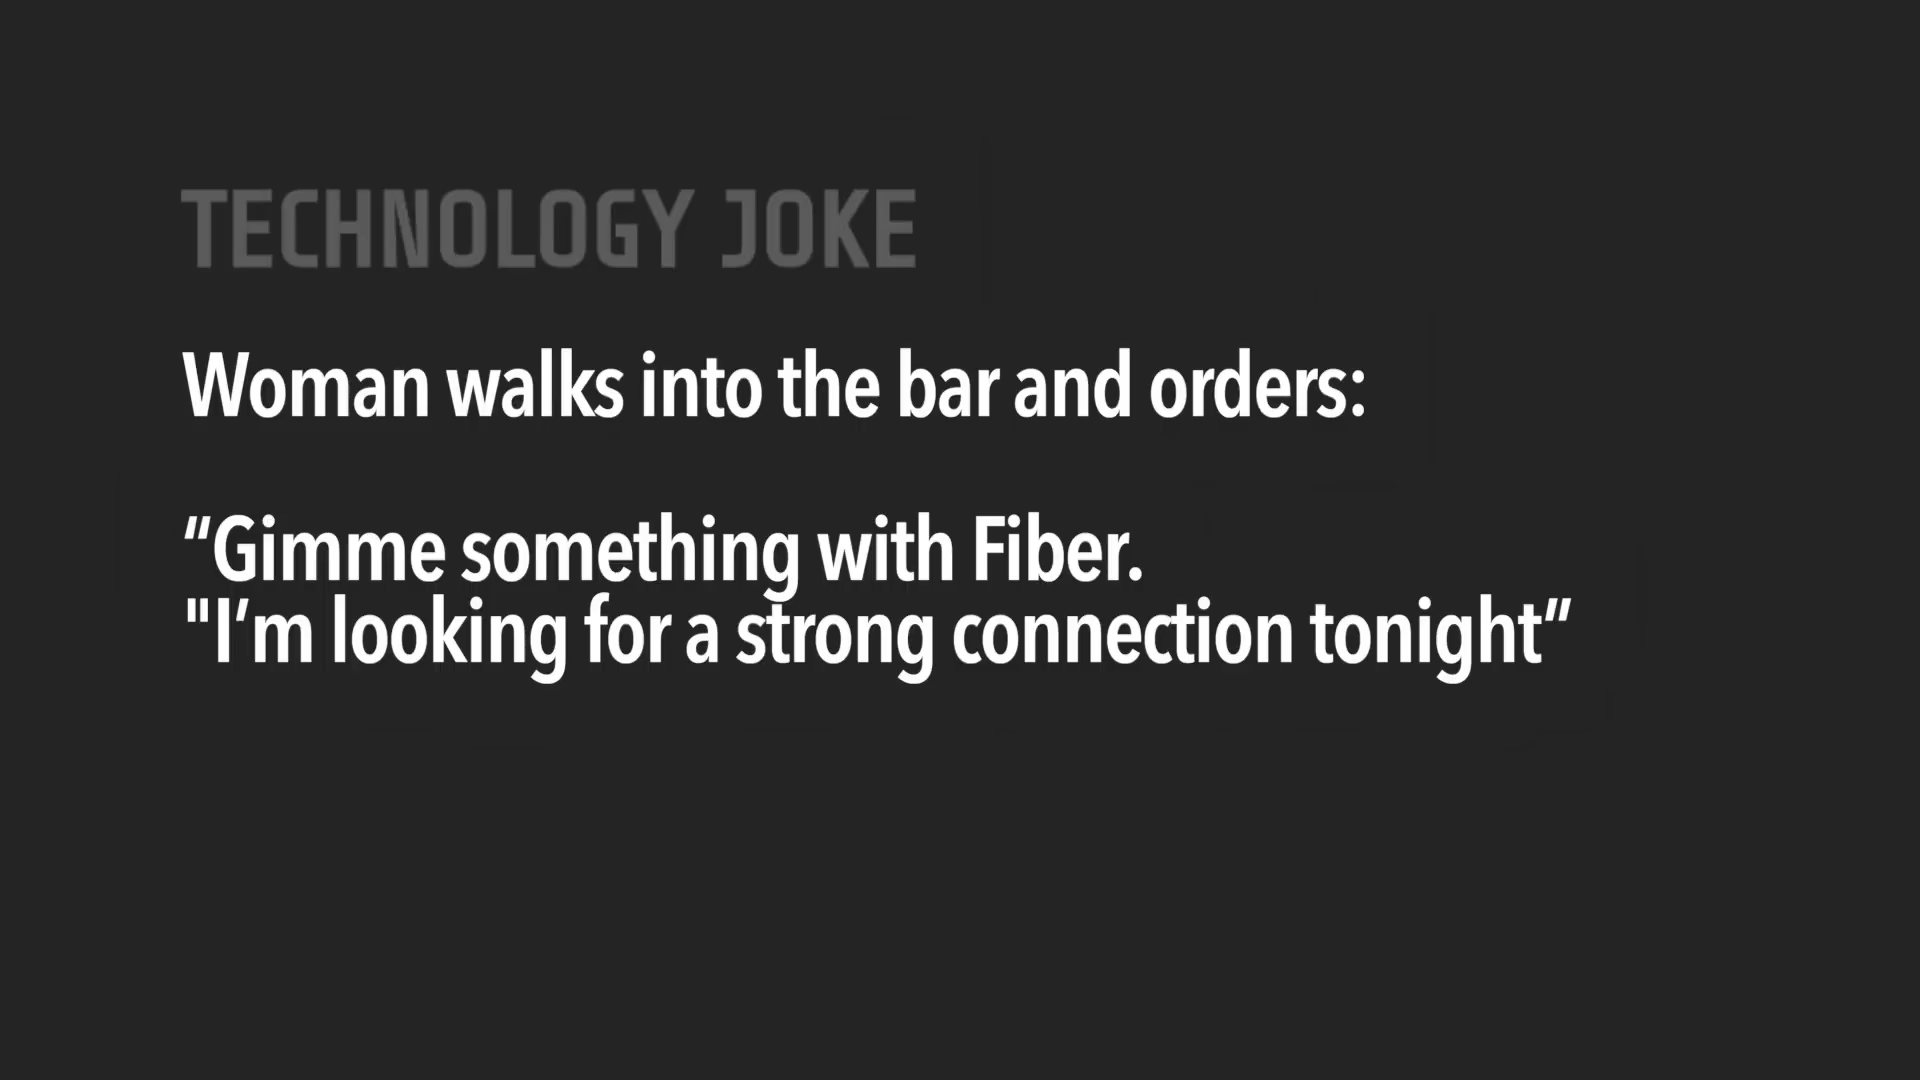 TECHNOLOGY JOKE
Woman walks into the bar and orders:
“Gimme something with Fiber.
"I’m looking for a strong connection tonight”